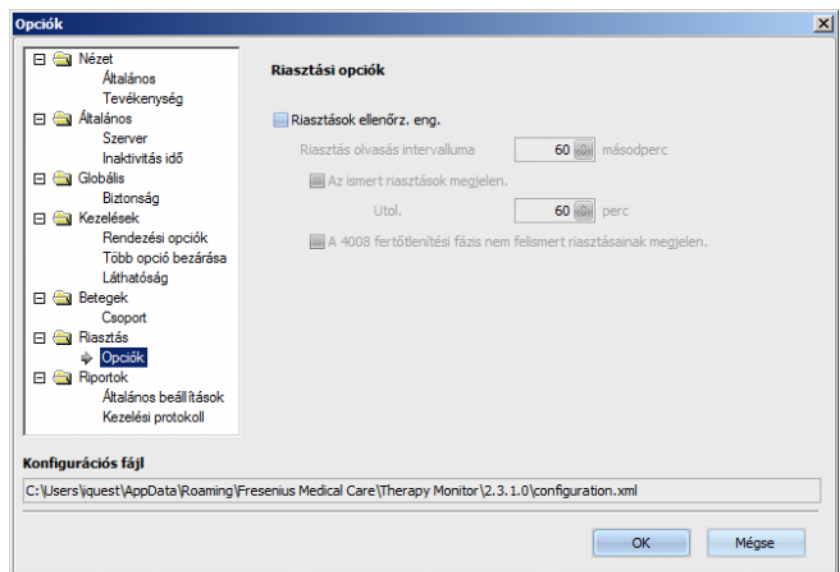 Opciók
Nézet
Általános
Tevékenység
Általános
Szerver
Inaktivitás idő
Globális
Biztonság
Kezelések
Rendezési opciók
Több opció bezárása
Láthatóság
Betegek
Csoport
Riasztás
Opciók
Riportok
Általános beállítások
Kezelési protokoll
Riasztási opciók
Riasztások ellenőrz. eng.
Riasztás olvasás intervalluma 60 másodperc
Az ismert riasztások megjelen.
Utol. 60 perc
A 4008 fertőtlenítési fázis nem felismert riasztásainak megjelen.
Konfigurációs fájl
C:\Users\iquest\AppData\Roaming\Fresenius Medical Care\Therapy Monitor\2.3.1.0\configuration.xml
OK Mégse